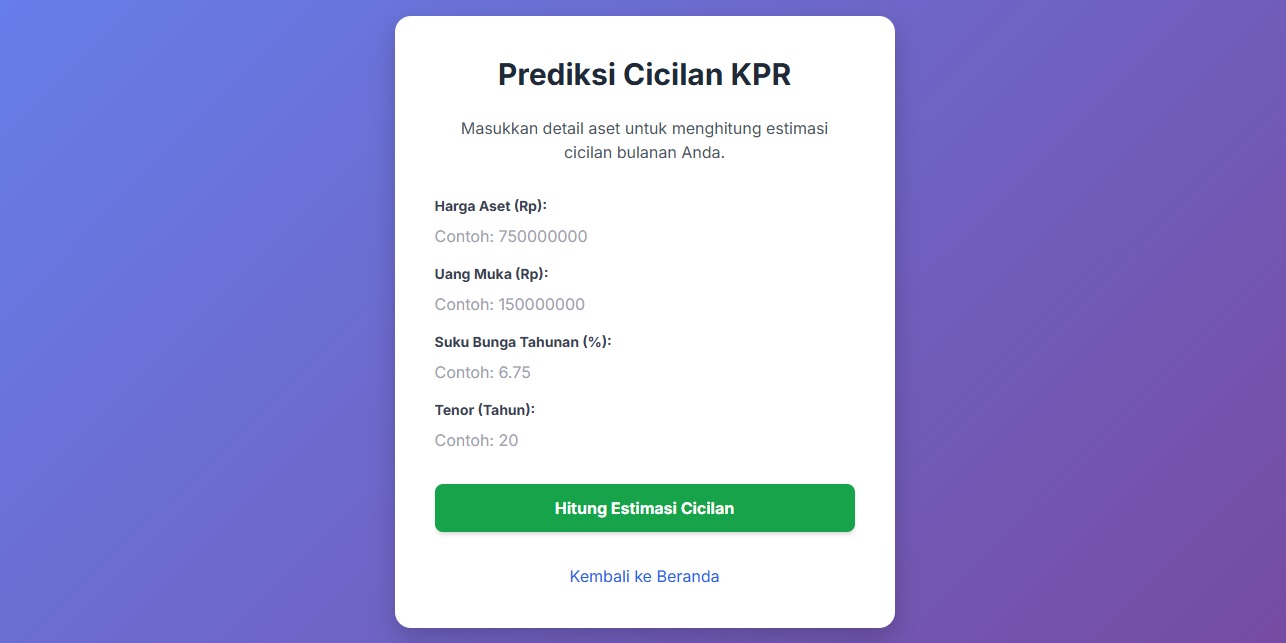 Prediksi Cicilan KPR
Masukkan detail aset untuk menghitung estimasi
cicilan bulanan Anda.
Harga Aset (Rp):
Contoh: 750000000
Uang Muka (Rp):
Contoh: 150000000
Suku Bunga Tahunan (%):
Contoh: 6.75
Tenor (Tahun):
Contoh: 20
Hitung Estimasi Cicilan
Kembali ke Beranda